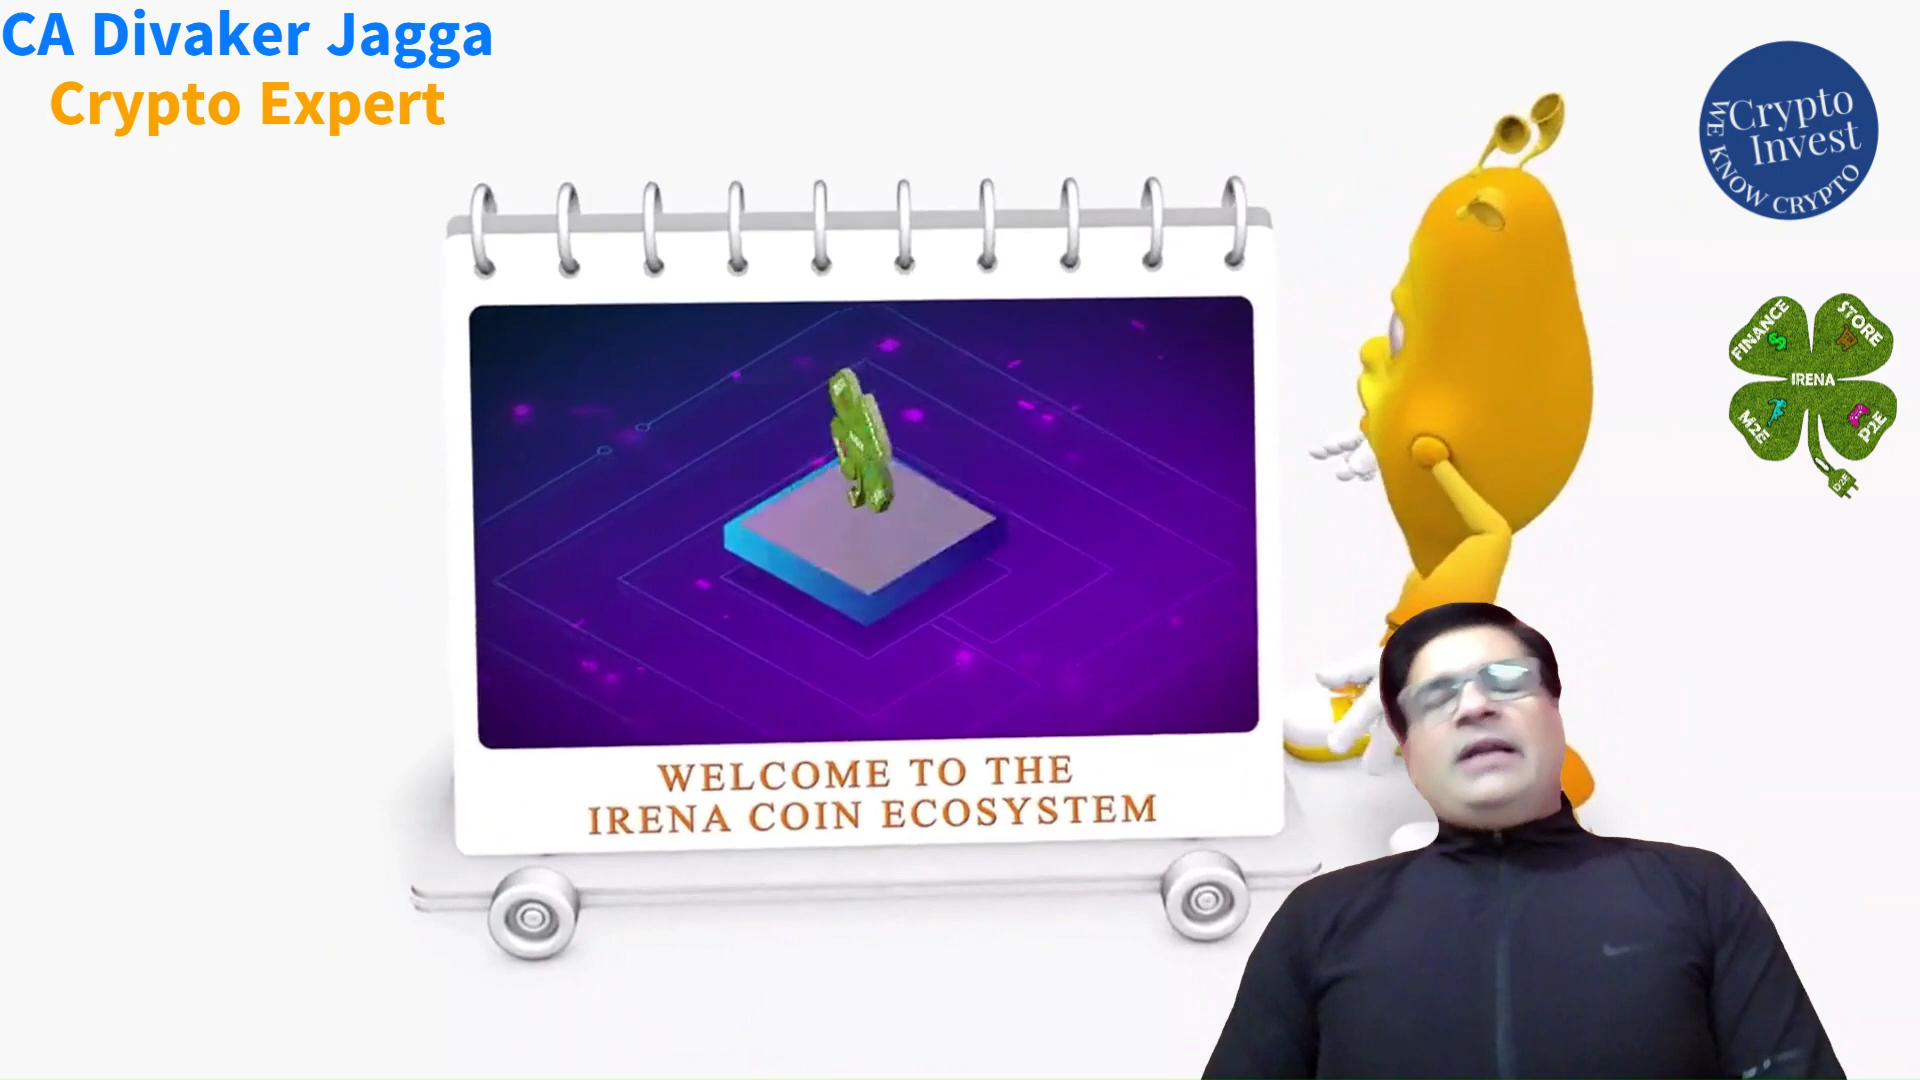 CA Divaker Jagga
Crypto Expert
Crypto
Invest
WE KNOW CRYPTO
FINANCE
STORE
IRENA
M2E
P2E
D2E
WELCOME TO THE
IRENA COIN ECOSYSTEM